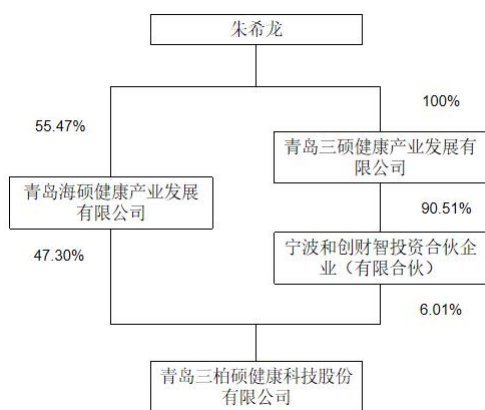 朱希龙
100%
55.47%
青岛三硕健康产业发展有
限公司
青岛海硕健康产业发展
有限公司
90.51%
47.30%
宁波和创财智投资合伙企
业（有限合伙）
6.01%
青岛三柏硕健康科技股份
有限公司